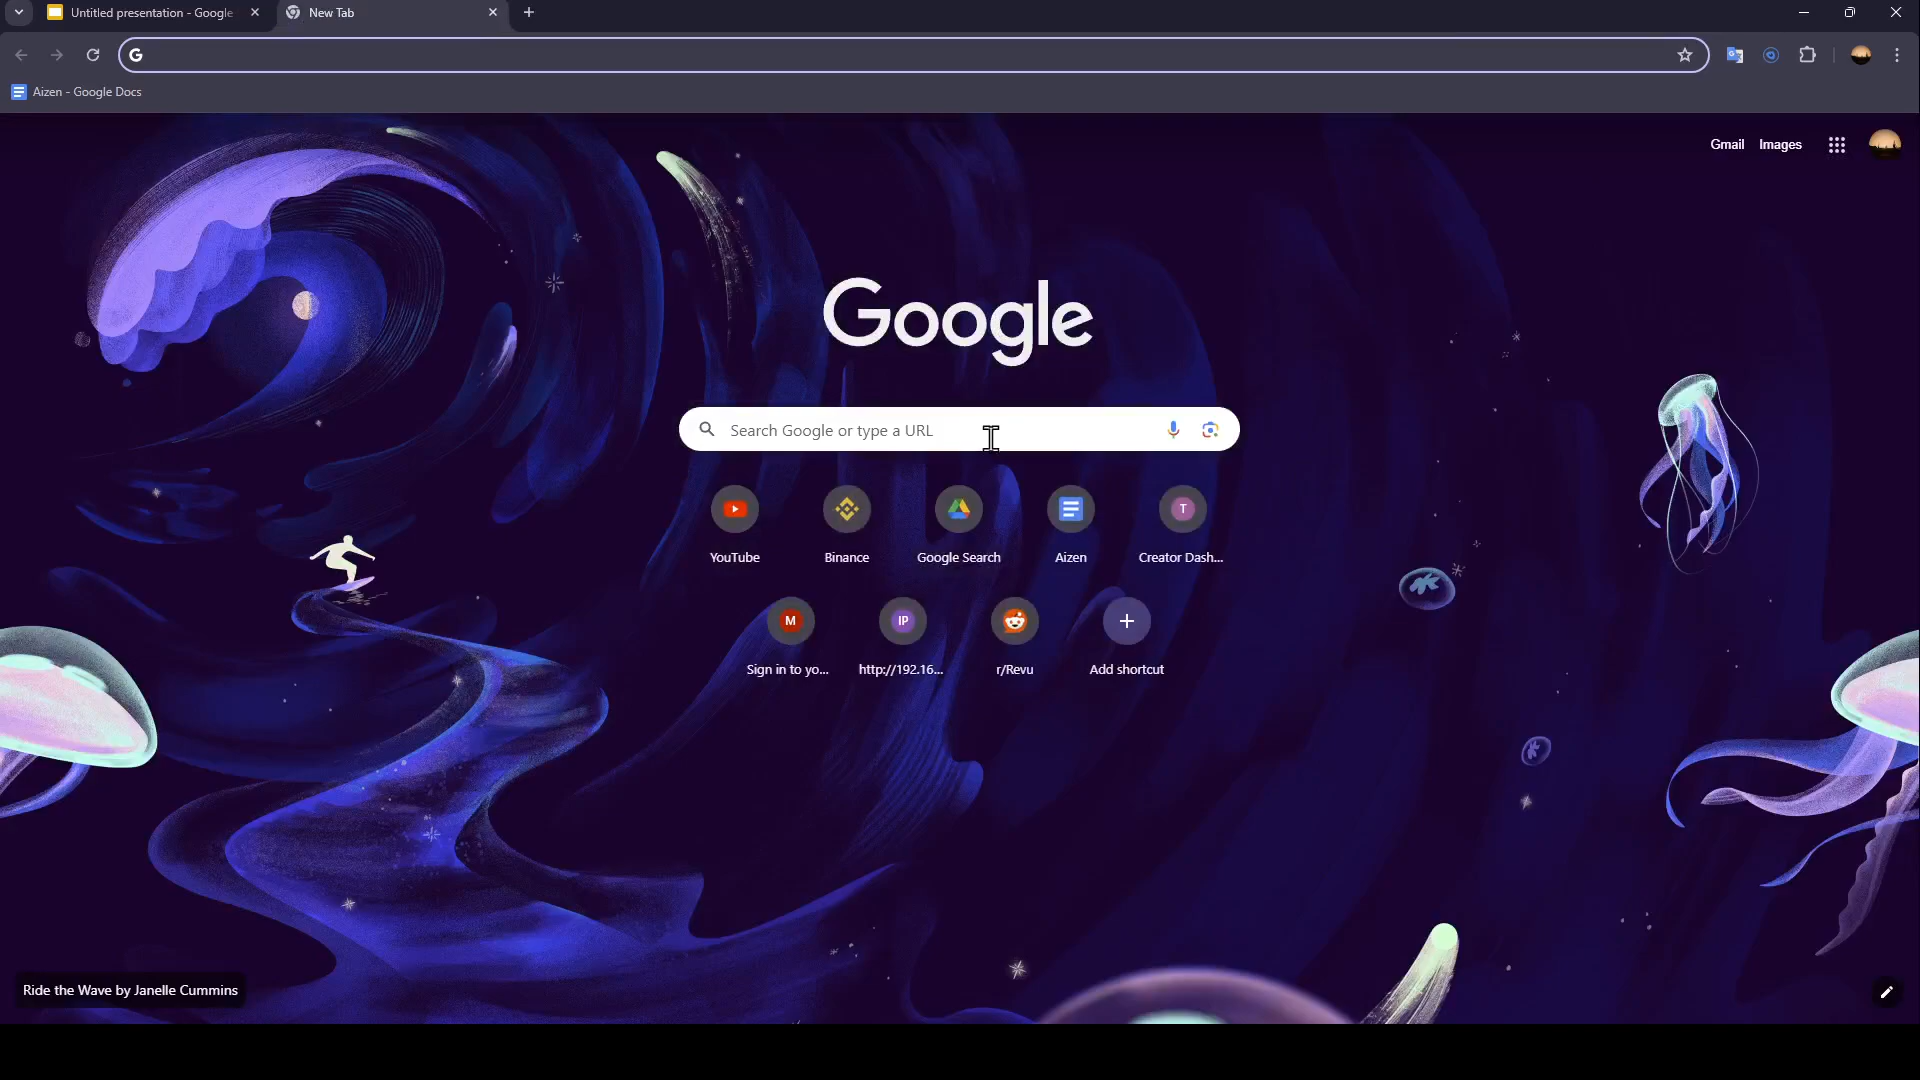 Untitled presentation - Google
New Tab
Aizen - Google Docs
Gmail Images
Google
Search Google or type a URL
YouTube
Binance
Google Search
Aizen
T
Creator Dash...
M
Sign in to yo...
IP
http://192.16...
r/Revu
Add shortcut
Ride the Wave by Janelle Cummins